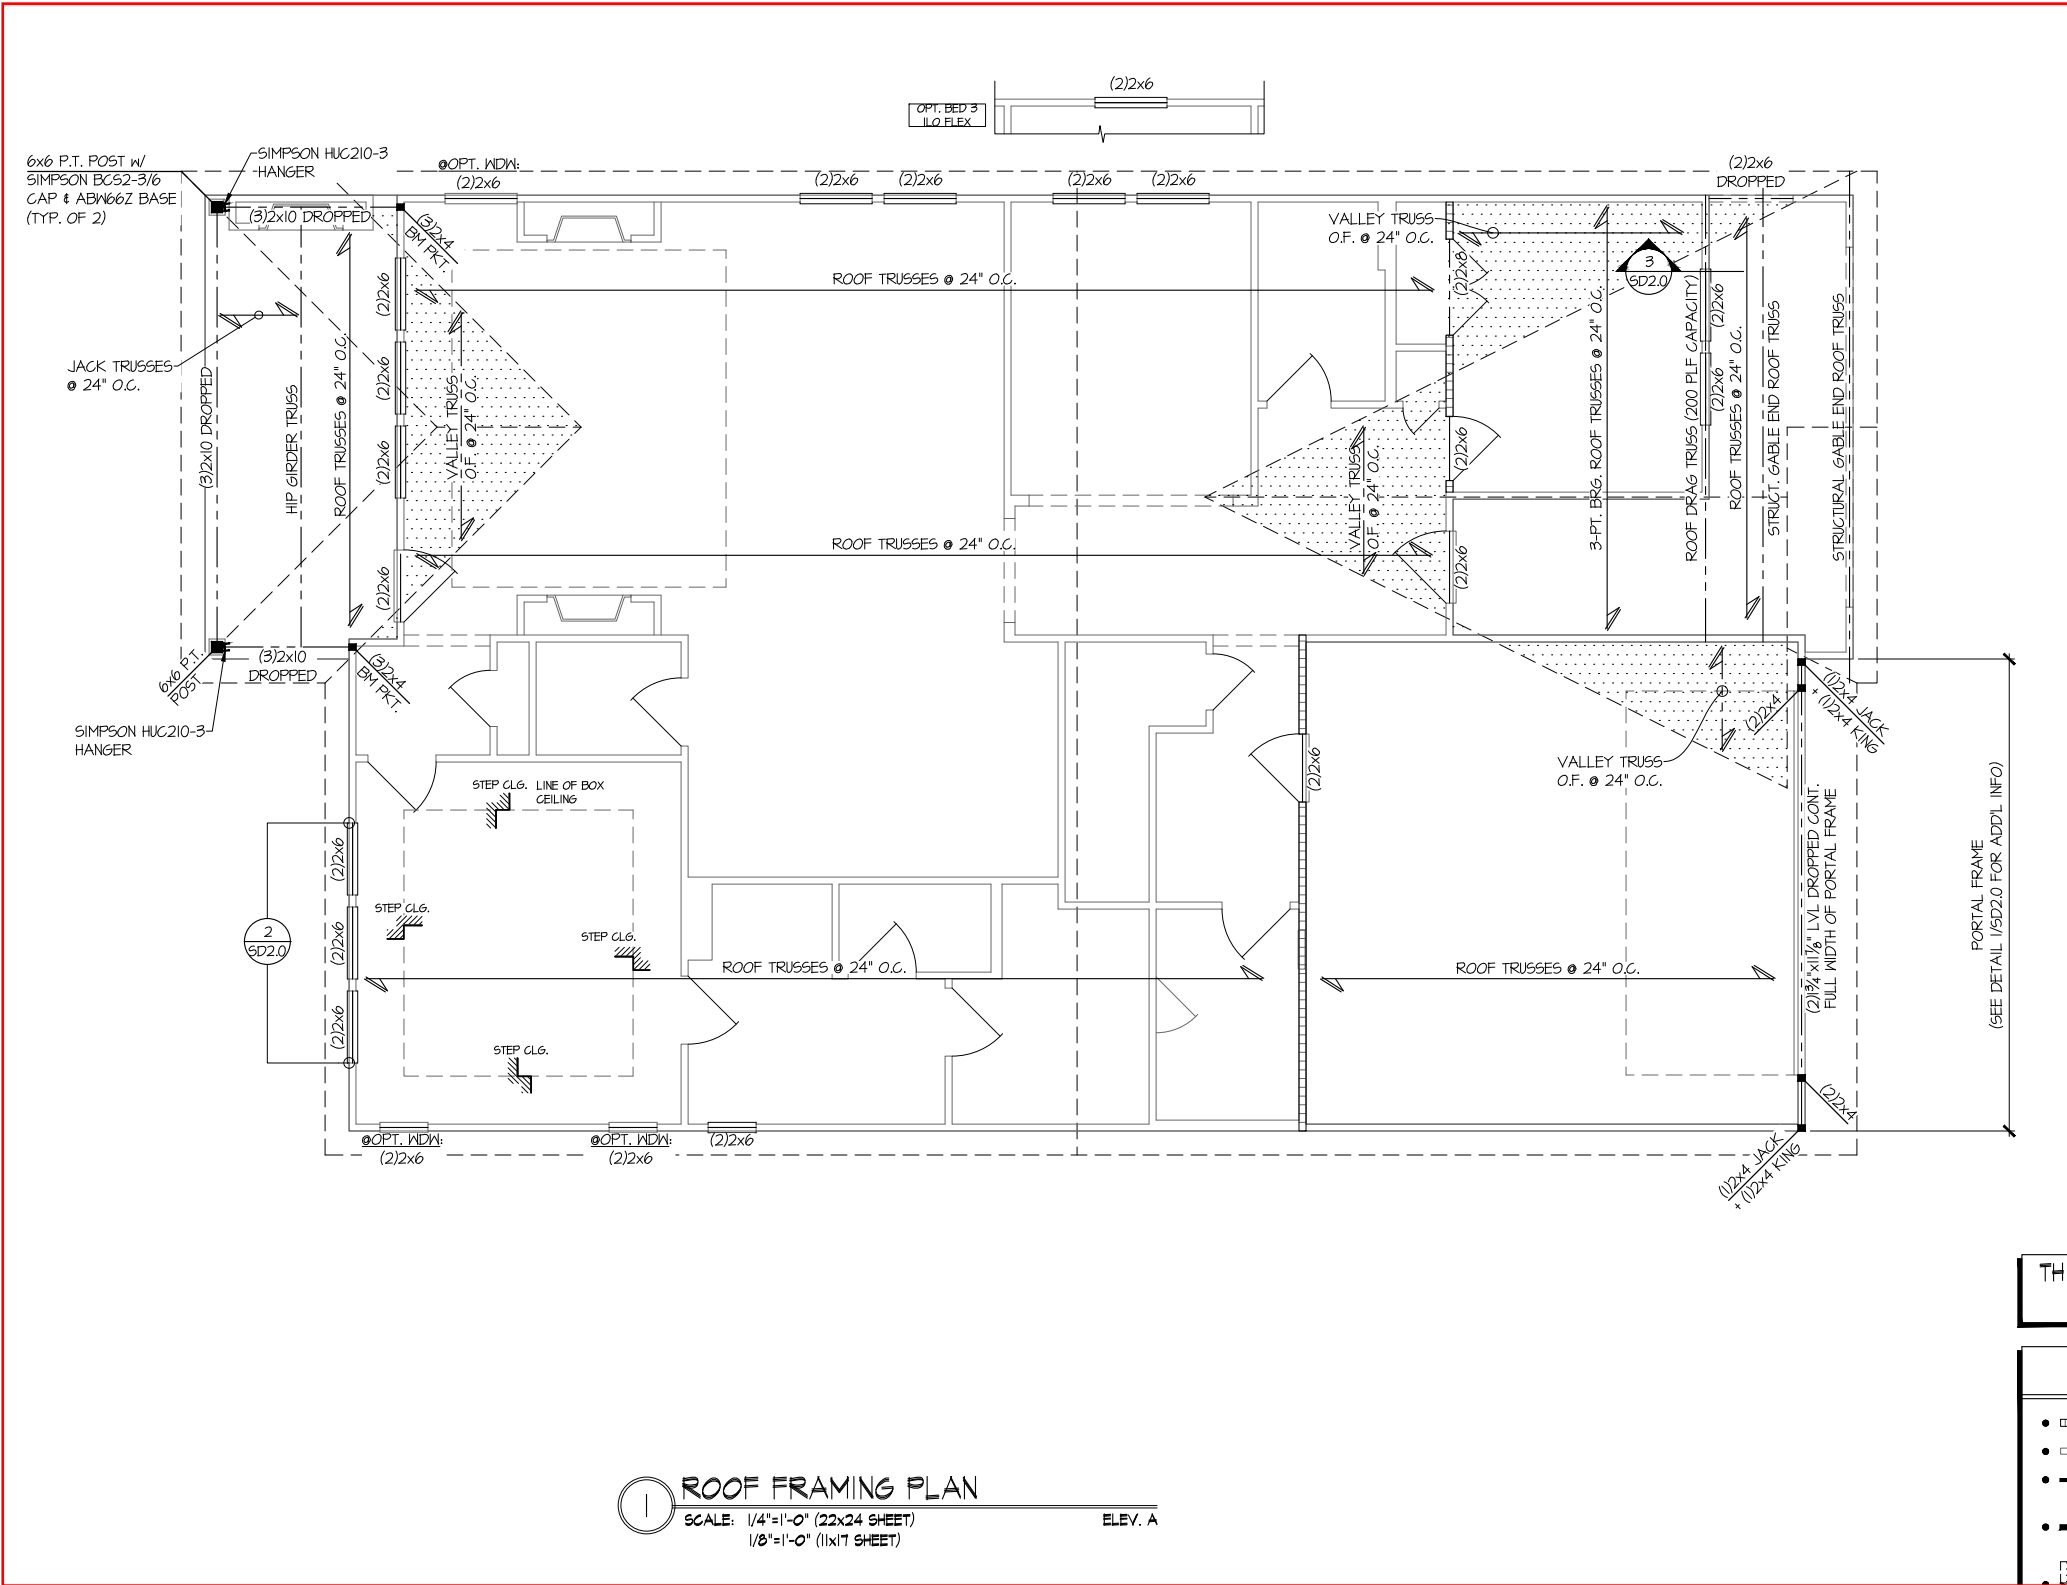 (2)2x6
OPT. BED 3
ILO FLEX
6x6 P.T. POST W/
SIMPSON BCS2-3/6
CAP & ABW66Z BASE
(TYP. OF 2)
SIMPSON HUC210-3
HANGER
@OPT. WDW:
(2)2x6
(2)2x6
(2)2x6
(2)2x6
(2)2x6
(2)2x6
DROPPED
(3)2x10 DROPPED
(3)2x4
BM PKT.
VALLEY TRUSS
O.F. @ 24" O.C.
3
SD2.0
ROOF TRUSSES @ 24" O.C.
(2)2x6
(2)2x8
(2)2x6
JACK TRUSSES
@ 24" O.C.
(3)2x10 DROPPED
HIP GIRDER TRUSS
ROOF TRUSSES @ 24" O.C.
(2)2x6
(2)2x6
(2)2x6
VALLEY TRUSS
O.F. @ 24" O.C.
VALLEY TRUSS
O.F. @ 24" O.C.
(2)2x6
(2)2x6
3-PT. BRG. ROOF TRUSSES @ 24" O.C.
ROOF DRAG TRUSS (200 PLF CAPACITY)
(2)2x6
ROOF TRUSSES @ 24" O.C.
STRUCT. GABLE END ROOF TRUSS
STRUCTURAL GABLE END ROOF TRUSS
ROOF TRUSSES @ 24" O.C.
(3)2x10
DROPPED
(3)2x4
BM PKT.
6x6 P.T.
POST
SIMPSON HUC210-3
HANGER
(2)2x4
(1)2x4 JACK
+ (1)2x4 KING
VALLEY TRUSS
O.F. @ 24" O.C.
(2)2x6
STEP CLG.
LINE OF BOX
CEILING
(2)1¾"x11⅞" LVL DROPPED CONT.
FULL WIDTH OF PORTAL FRAME
PORTAL FRAME
(SEE DETAIL 1/SD2.0 FOR ADD'L INFO)
(2)2x6
(2)2x6
(2)2x6
2
SD2.0
STEP CLG.
STEP CLG.
ROOF TRUSSES @ 24" O.C.
ROOF TRUSSES @ 24" O.C.
STEP CLG.
@OPT. WDW:
(2)2x6
@OPT. WDW:
(2)2x6
(2)2x6
(2)2x4
(1)2x4 JACK
+ (1)2x4 KING
TH
1
ROOF FRAMING PLAN
SCALE: 1/4"=1'-0" (22x24 SHEET)
1/8"=1'-0" (11x17 SHEET)
ELEV. A